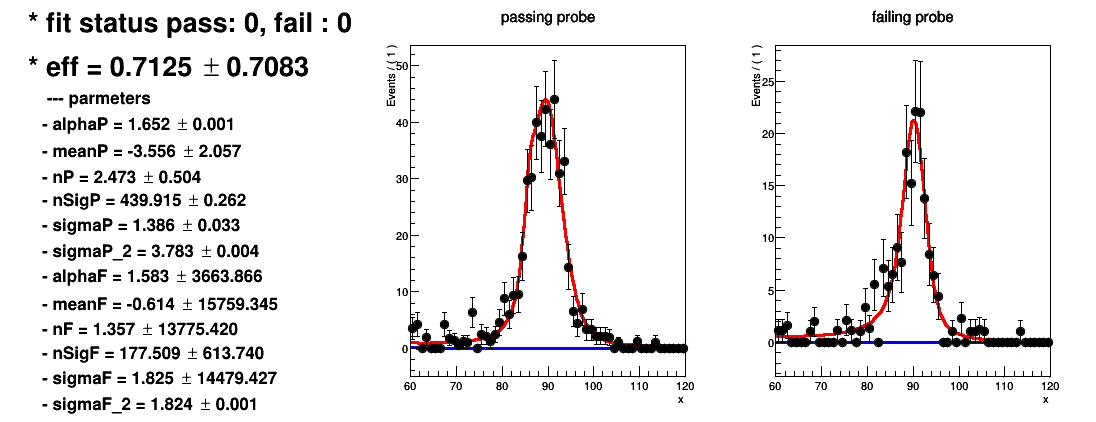 * fit status pass: 0, fail : 0
* eff = 0.7125 ± 0.7083
--- parmeters
- alphaP = 1.652 ± 0.001
- meanP = -3.556 ± 2.057
- nP = 2.473 ± 0.504
- nSigP = 439.915 ± 0.262
- sigmaP = 1.386 ± 0.033
- sigmaP_2 = 3.783 ± 0.004
- alphaF = 1.583 ± 3663.866
- meanF = -0.614 ± 15759.345
- nF = 1.357 ± 13775.420
- nSigF = 177.509 ± 613.740
- sigmaF = 1.825 ± 14479.427
- sigmaF_2 = 1.824 ± 0.001
passing probe
Events / ( 1 )
50
40
30
20
10
0
60 70 80 90 100 110 120
x
failing probe
Events / ( 1 )
25
20
15
10
5
0
60 70 80 90 100 110 120
x